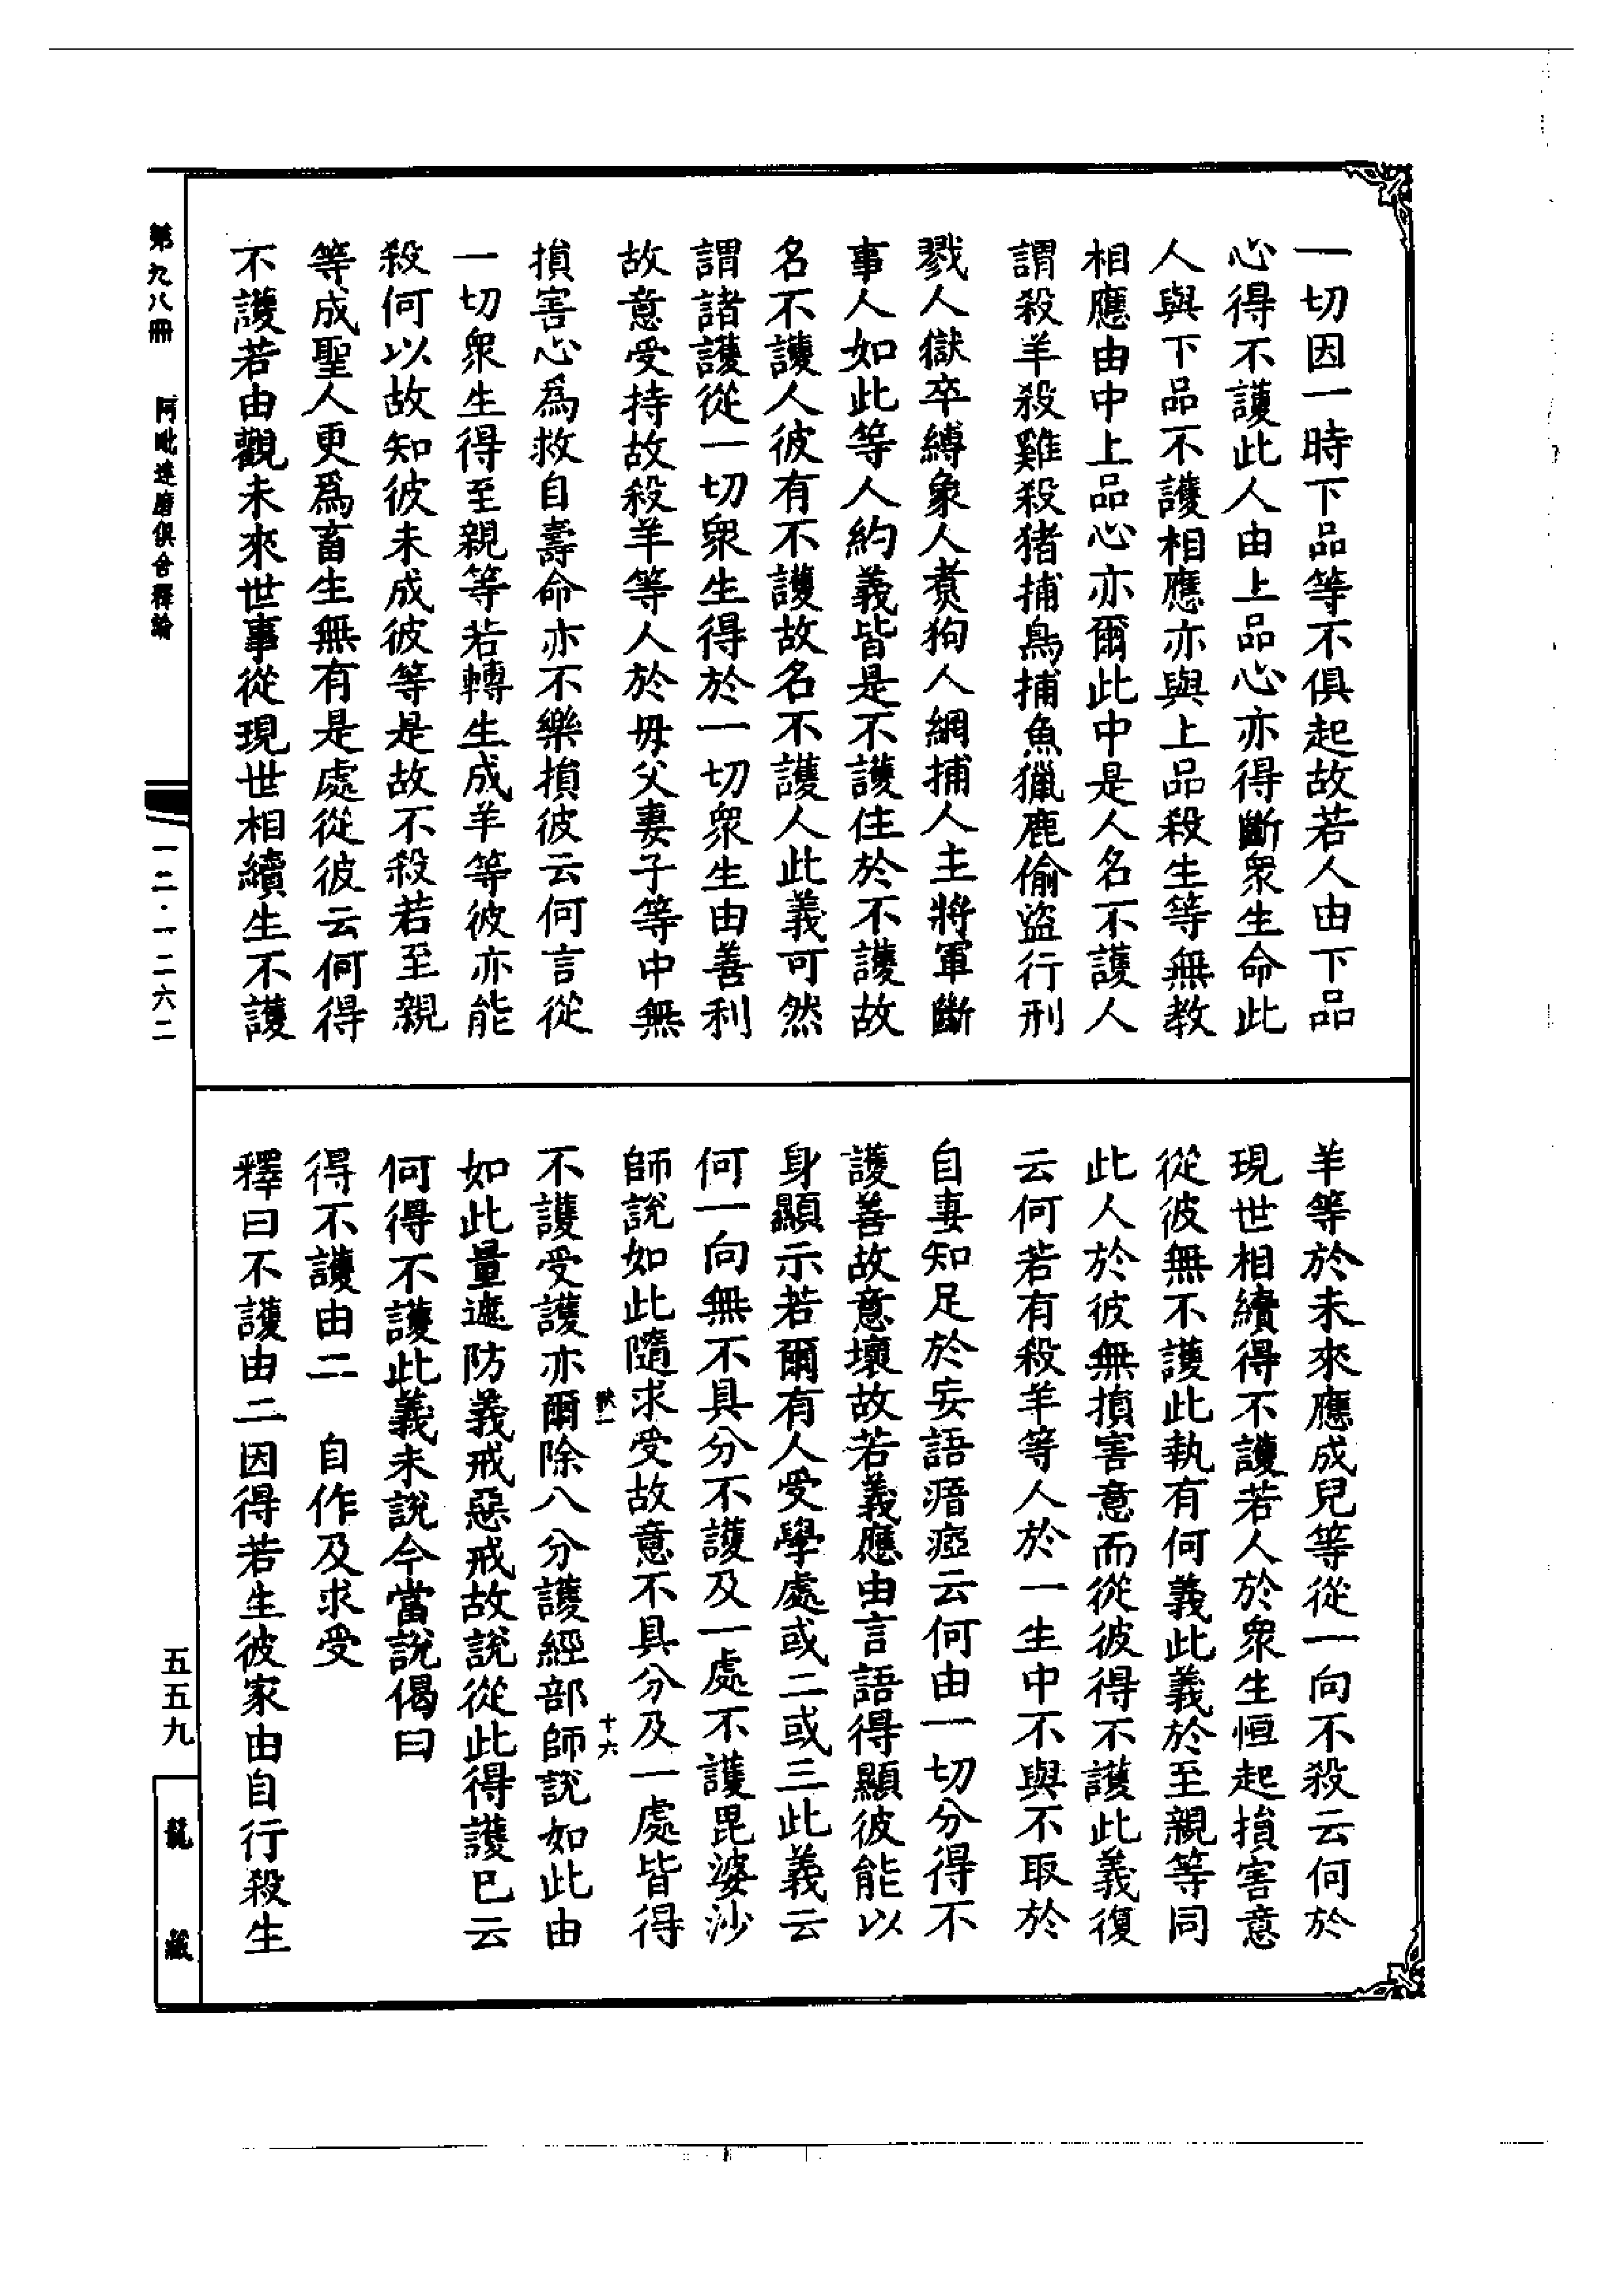 一切因一時下品等不俱起故若人由下品
心得不護此人由上品心亦得斷衆生命此
人與下品不護相應亦與上品殺生等無教
相應由中上品心亦爾此中是人名不護人
謂殺羊殺雞殺猪捕鳥捕魚獵鹿偷盜行刑
戮人獄卒縛象人煮狗人網捕人主將軍斷
事人如此等人約義皆是不護住於不護故
名不護人彼有不護故名不護人此義可然
謂諸護從一切衆生得於一切衆生由善利
故意受持故殺羊等人於母父妻子等中無
損害心爲救自壽命亦不樂損彼云何言從
一切衆生得至親等若轉生成羊等彼亦能
殺何以故知彼未成彼等是故不殺若至親
等成聖人更爲畜生無有是處從彼云何得
不護若由觀未來世事從現世相續生不護
羊等於未來應成兒等從一向不殺云何於
現世相續得不護若人於衆生恒起損害意
從彼無不護此執有何義此義於至親等同
此人於彼無損害意而從彼得不護此義復
云何若有殺羊等人於一生中不與不取於
自妻知足於妄語瘖瘂云何由一切分得不
護善故意壞故若義應由言語得顯彼能以
身顯示若爾有人受學處或二或三此義云
何一向無不具分不護及一處不護毘婆沙
師說如此隨求受故意不具分及一處皆得
不護受護亦爾除八分護經部師說如此由
如此量遮防義戒惡戒故說從此得護已云
何得不護此義未說今當說偈曰
得不護由二　自作及求受
釋曰不護由二因得若生彼家由自行殺生
十六
第九八冊　阿毗達磨俱舍釋論
一二·一二六二
五五九
龍藏